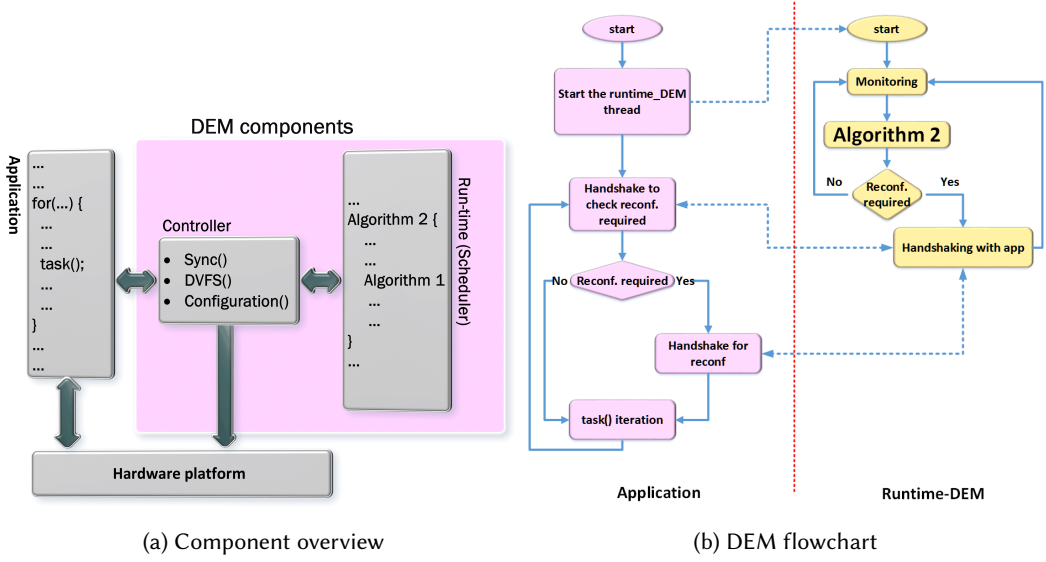 DEM components
Application
...
...
for(...) {
...
...
task();
...
...
}
...
...
Controller
• Sync()
• DVFS()
• Configuration()
Run-time (Scheduler)
...
Algorithm 2 {
...
...
Algorithm 1
...
...
}
...
Hardware platform
(a) Component overview
start
Start the runtime_DEM
thread
Handshake to
check reconf.
required
No
Reconf. required
Yes
Handshake for
reconf
task() iteration
Application
start
Monitoring
Algorithm 2
No
Reconf.
required
Yes
Handshaking with app
Runtime-DEM
(b) DEM flowchart